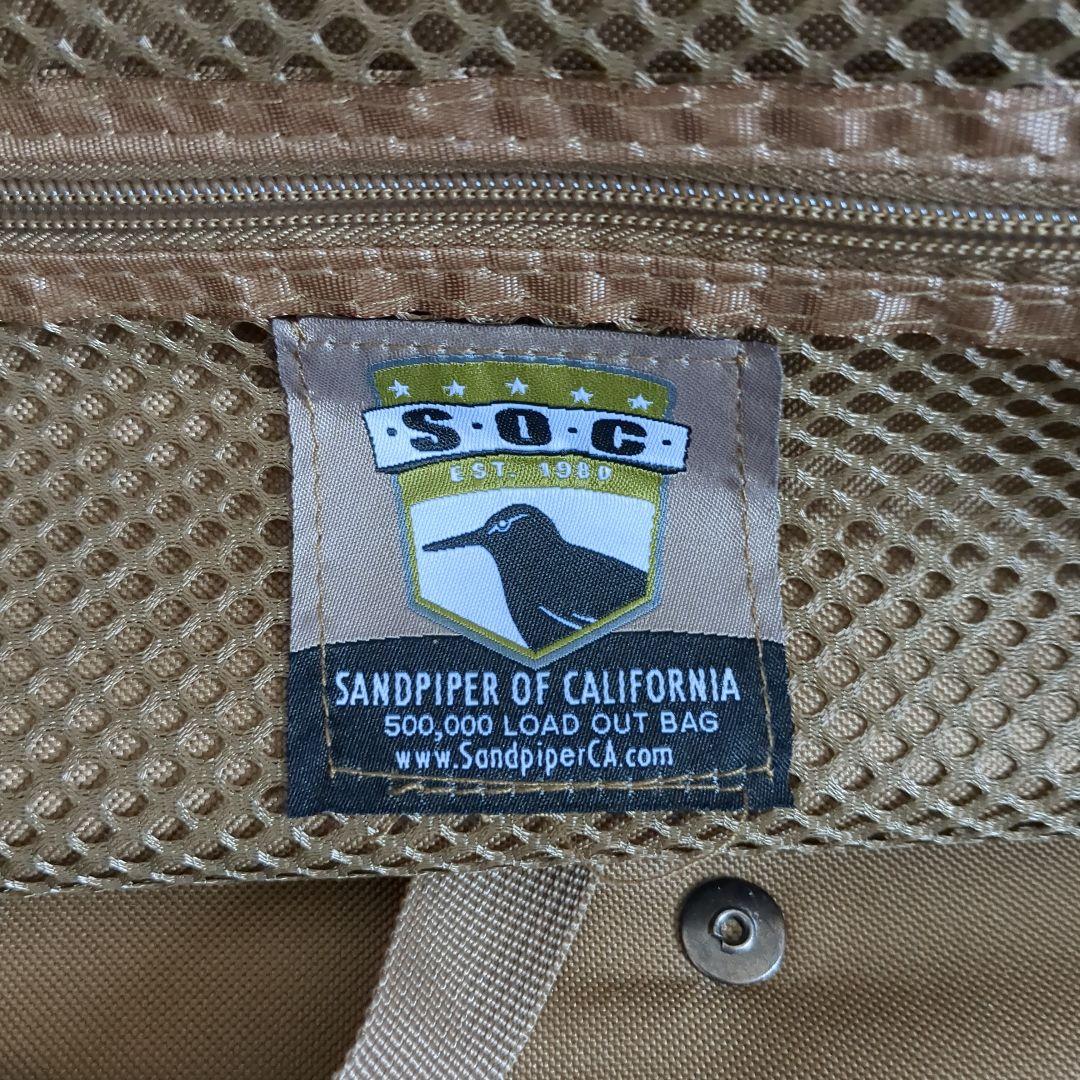 ·S·O·C·
EST. 1980
SANDPIPER OF CALIFORNIA
500,000 LOAD OUT BAG
www.SandpiperCA.com